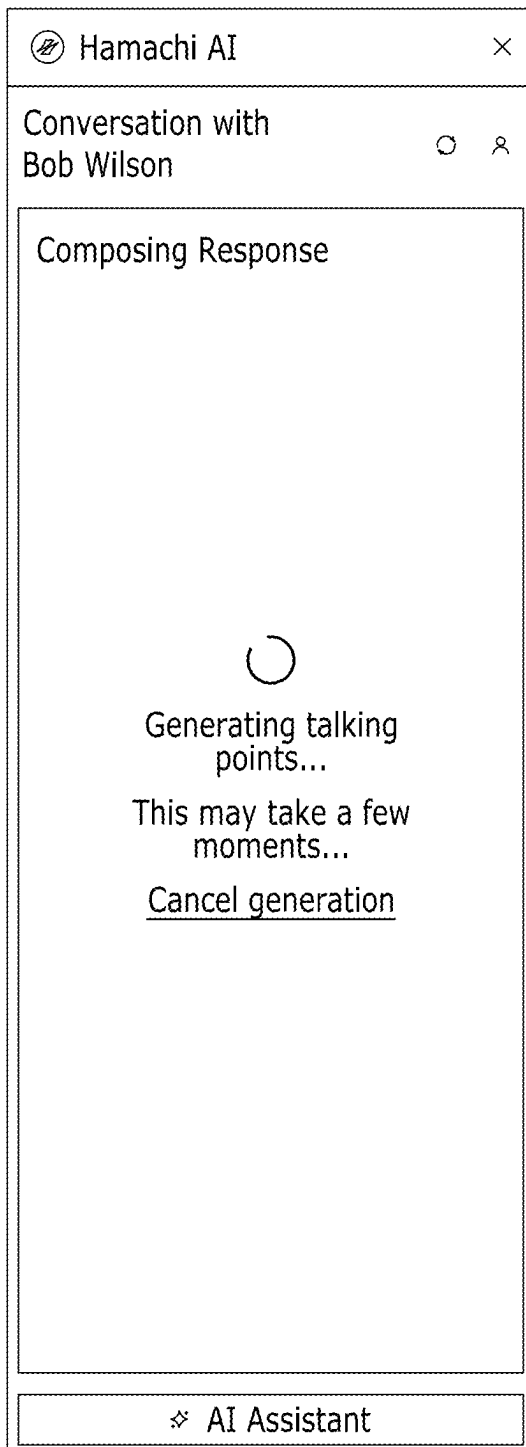 Hamachi AI
Conversation with
Bob Wilson
Composing Response
Generating talking
points...
This may take a few
moments...
Cancel generation
AI Assistant